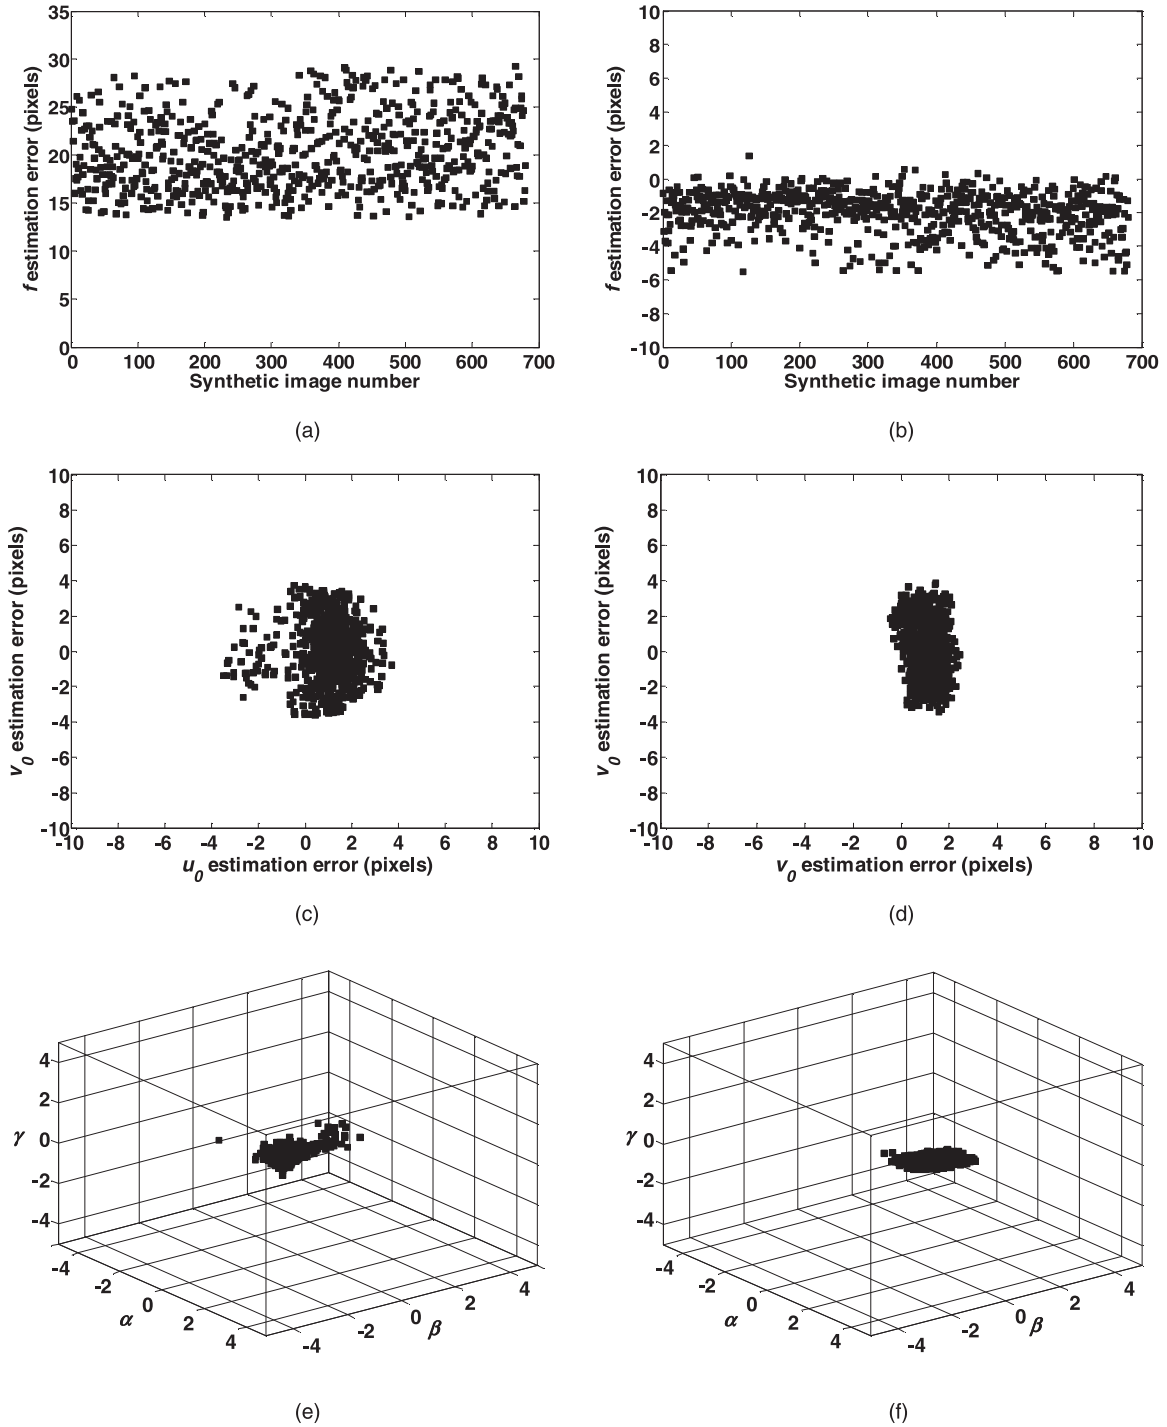 35
30
25
20
15
10
5
0
f estimation error (pixels)
0 100 200 300 400 500 600 700
Synthetic image number
(a)
10
8
6
4
2
0
-2
-4
-6
-8
-10
f estimation error (pixels)
0 100 200 300 400 500 600 700
Synthetic image number
(b)
10
8
6
4
2
0
-2
-4
-6
-8
-10
v0 estimation error (pixels)
-10 -8 -6 -4 -2 0 2 4 6 8 10
u0 estimation error (pixels)
(c)
10
8
6
4
2
0
-2
-4
-6
-8
-10
v0 estimation error (pixels)
-10 -8 -6 -4 -2 0 2 4 6 8 10
v0 estimation error (pixels)
(d)
4
2
0
-2
-4
γ
-4 -2 0 2 4
α
-4 -2 0 2 4
β
(e)
4
2
0
-2
-4
γ
-4 -2 0 2 4
α
-4 -2 0 2 4
β
(f)